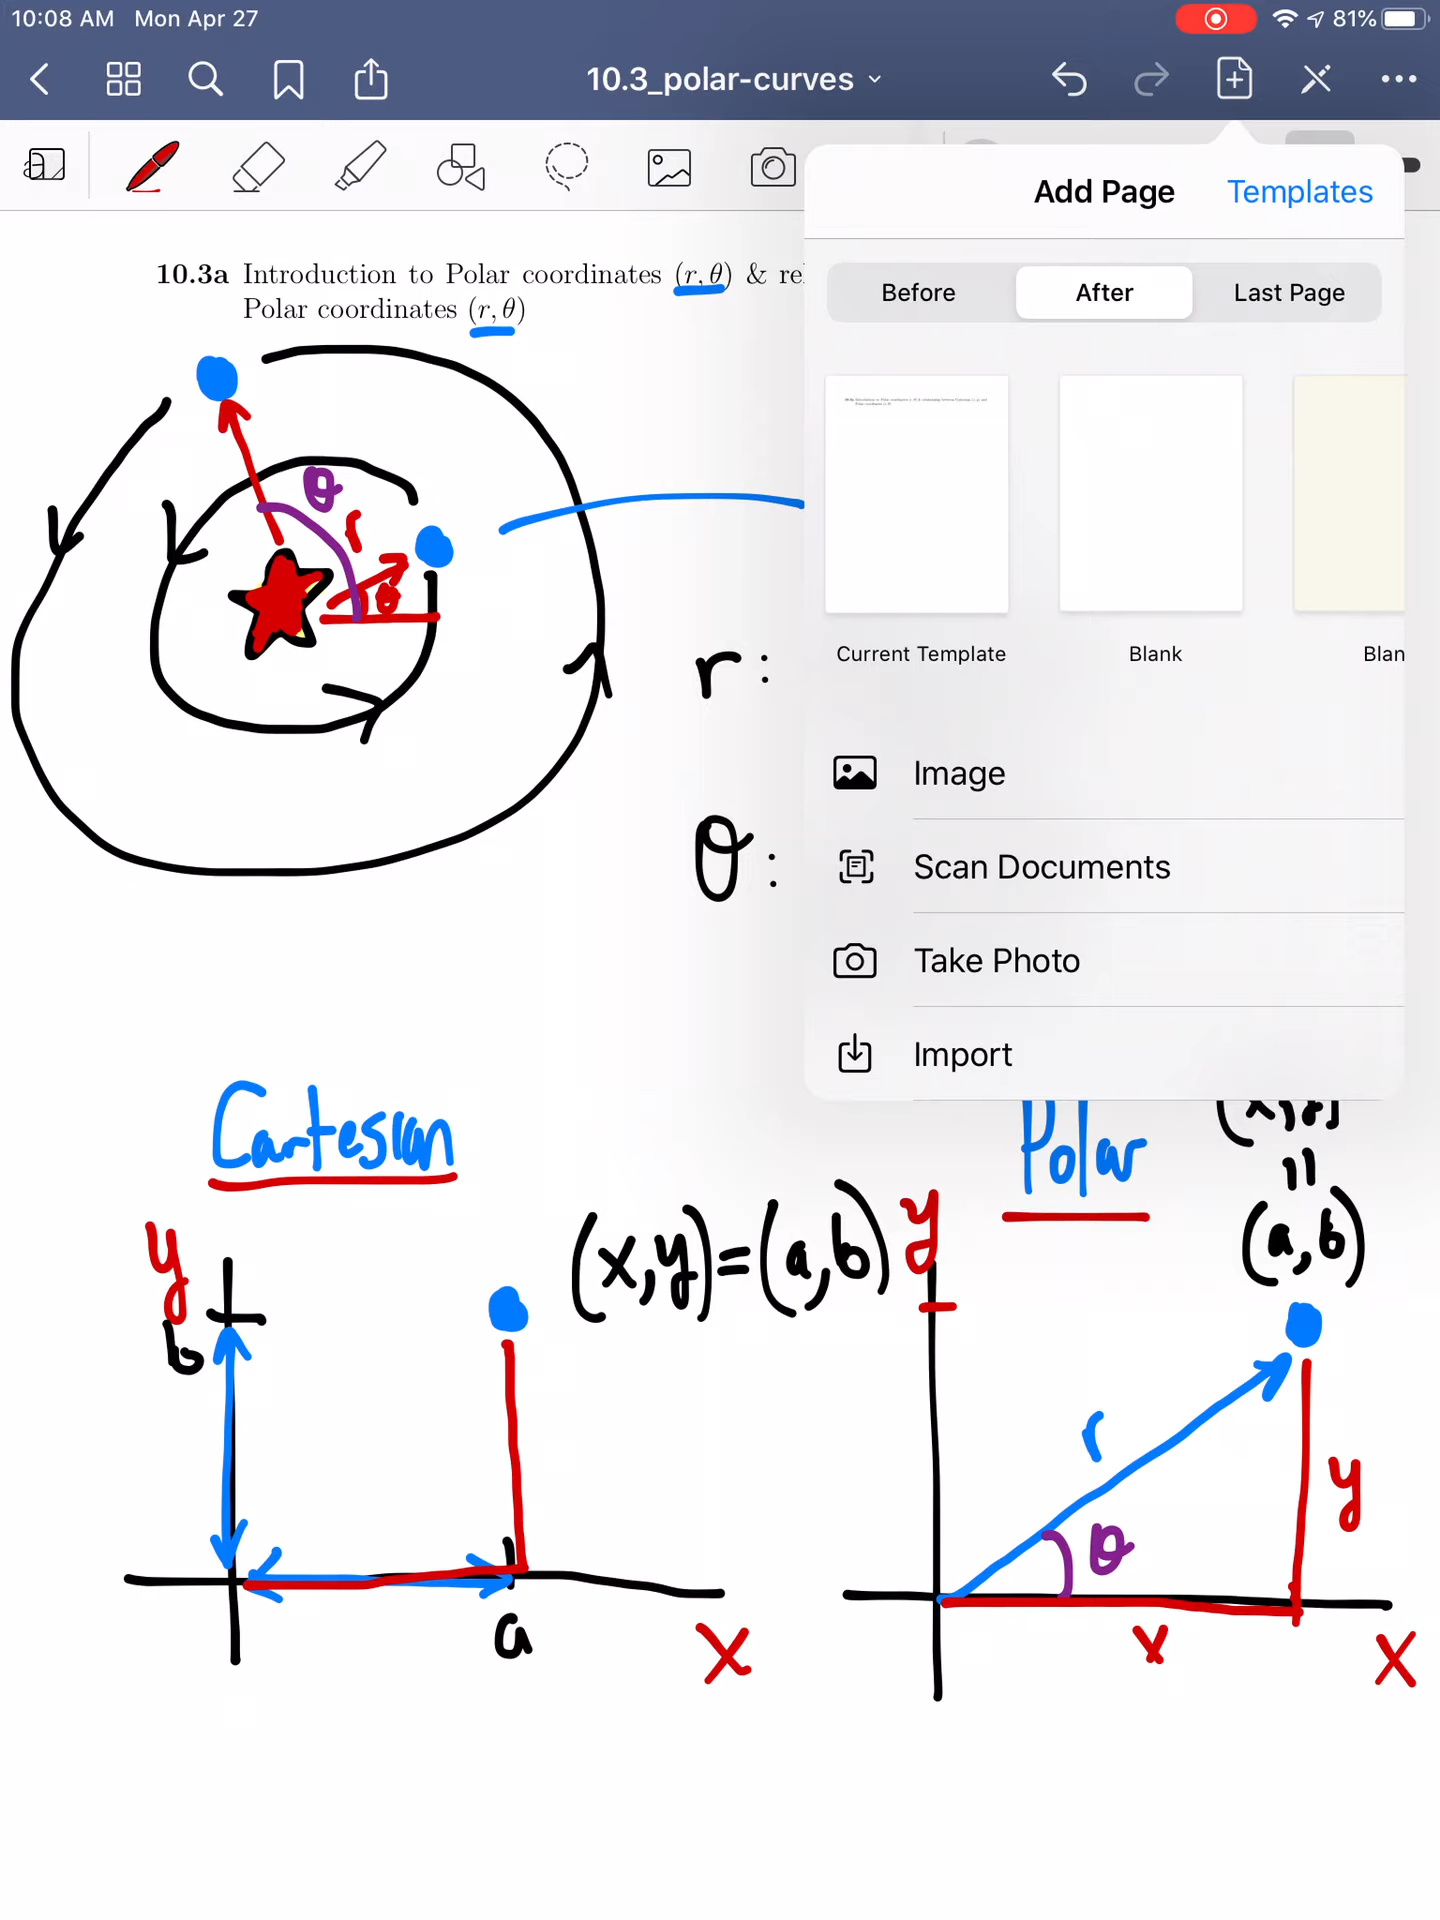 10:08 AM Mon Apr 27
81%
10.3_polar-curves
Add Page
Templates
10.3a Introduction to Polar coordinates (r, θ) & re
Polar coordinates (r, θ)
Before
After
Last Page
θ
r
θ
Current Template
Blank
Blan
r:
Image
θ:
Scan Documents
Take Photo
Import
Cartesian
Polar
(x,y)
=
(a,b)
y
(x,y)=(a,b)
y
b
r
y
θ
a
x
x
x